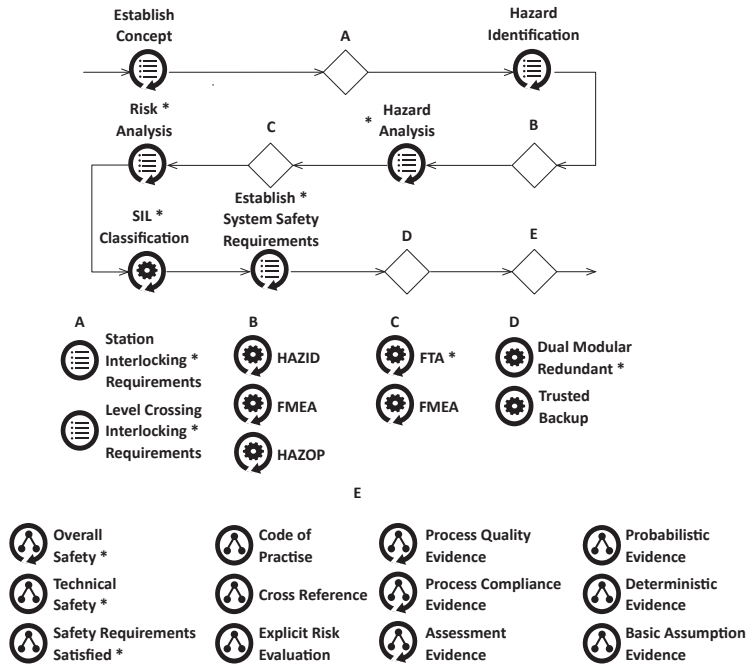 Establish
Concept
A
Hazard
Identification
Risk *
Analysis
C
* Hazard
Analysis
B
SIL *
Classification
Establish *
System Safety
Requirements
D
E
A
Station
Interlocking *
Requirements
Level Crossing
Interlocking *
Requirements
B
HAZID
FMEA
HAZOP
C
FTA *
FMEA
D
Dual Modular
Redundant *
Trusted
Backup
E
Overall
Safety *
Technical
Safety *
Safety Requirements
Satisfied *
Code of
Practise
Cross Reference
Explicit Risk
Evaluation
Process Quality
Evidence
Process Compliance
Evidence
Assessment
Evidence
Probabilistic
Evidence
Deterministic
Evidence
Basic Assumption
Evidence